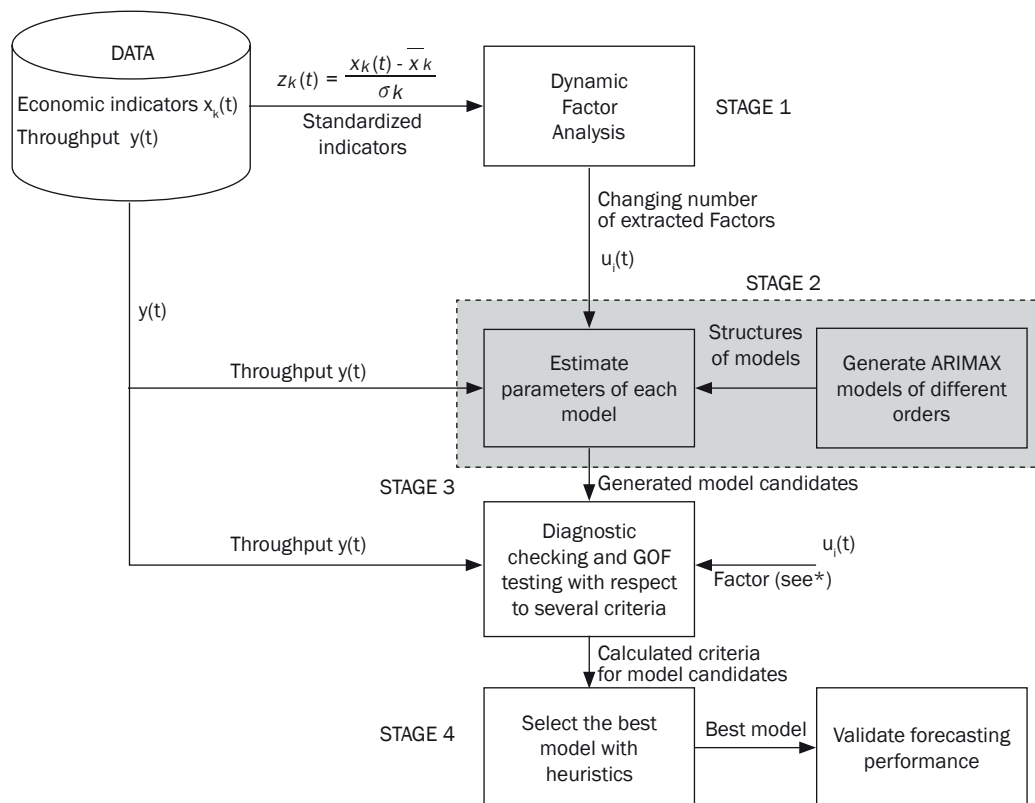 DATA
Economic indicators xₖ(t)
Throughput y(t)
zₖ(t) = (xₖ(t) - x̄ₖ) / σk
Standardized
indicators
Dynamic
Factor
Analysis
STAGE 1
Changing number
of extracted Factors
uᵢ(t)
STAGE 2
y(t)
Throughput y(t)
Estimate
parameters of each
model
Structures
of models
Generate ARIMAX
models of different
orders
STAGE 3
Generated model candidates
Throughput y(t)
Diagnostic
checking and GOF
testing with respect
to several criteria
uᵢ(t)
Factor (see*)
Calculated criteria
for model candidates
STAGE 4
Select the best
model with
heuristics
Best model
Validate forecasting
performance